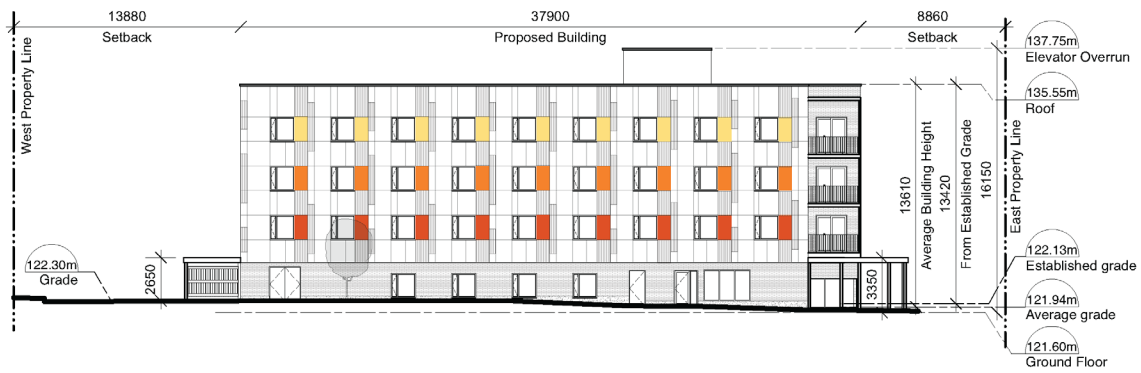 13880
Setback
37900
Proposed Building
8860
Setback
West Property Line
137.75m
Elevator Overrun
135.55m
Roof
13610
Average Building Height
13420
From Established Grade
16150
East Property Line
122.30m
Grade
2650
3350
122.13m
Established grade
121.94m
Average grade
121.60m
Ground Floor